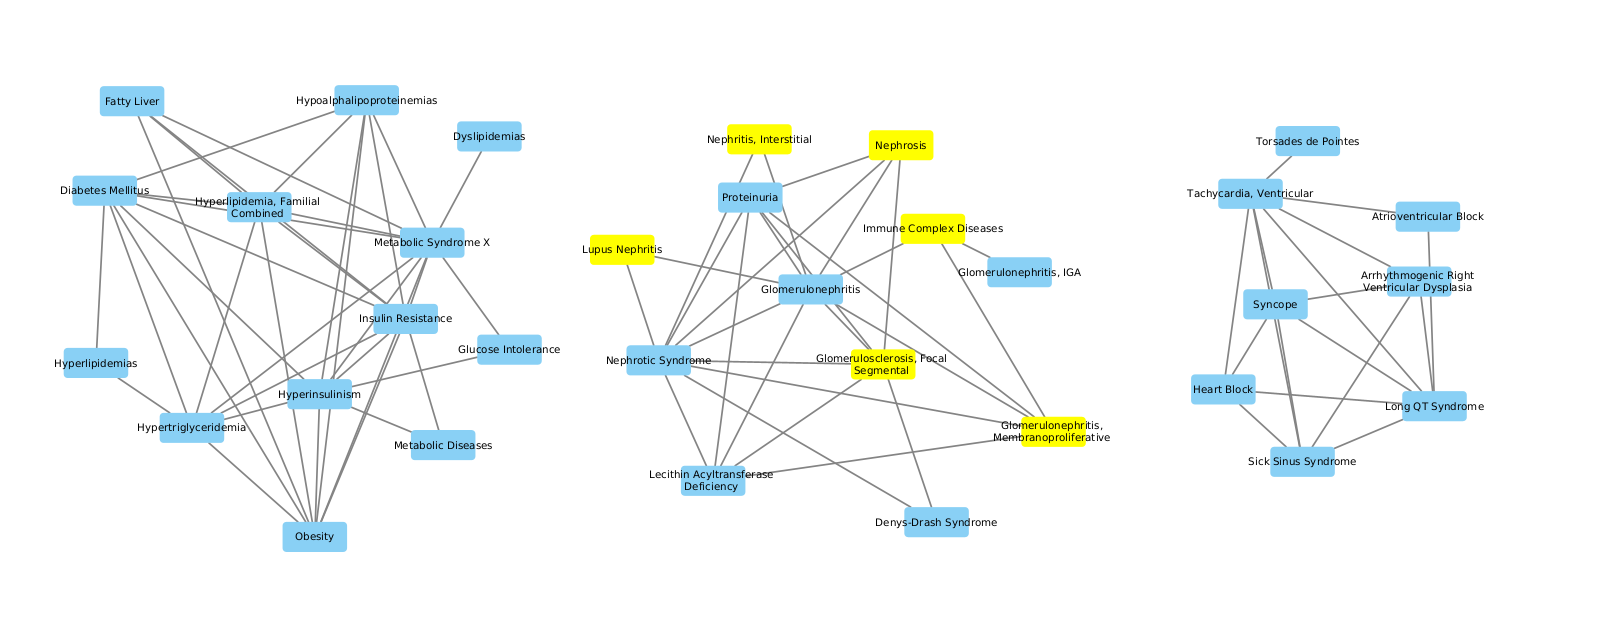 Fatty Liver
Hypoalphalipoproteinemias
Dyslipidemias
Diabetes Mellitus
Hyperlipidemia, Familial
Combined
Metabolic Syndrome X
Insulin Resistance
Glucose Intolerance
Hyperlipidemias
Hyperinsulinism
Hypertriglyceridemia
Metabolic Diseases
Obesity
Nephritis, Interstitial
Nephrosis
Proteinuria
Immune Complex Diseases
Lupus Nephritis
Glomerulonephritis, IGA
Glomerulonephritis
Nephrotic Syndrome
Glomerulosclerosis, Focal
Segmental
Glomerulonephritis,
Membranoproliferative
Lecithin Acyltransferase
Deficiency
Denys-Drash Syndrome
Torsades de Pointes
Tachycardia, Ventricular
Atrioventricular Block
Arrhythmogenic Right
Ventricular Dysplasia
Syncope
Heart Block
Long QT Syndrome
Sick Sinus Syndrome